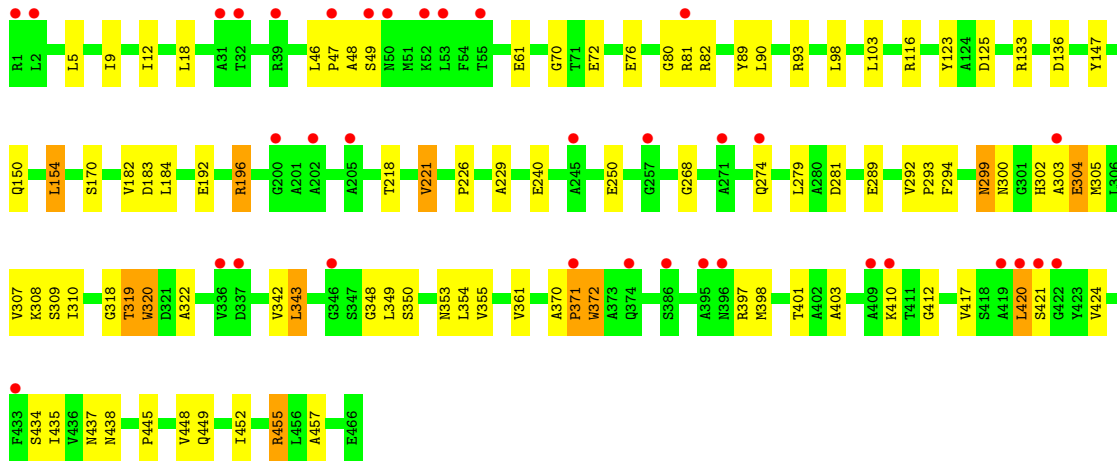 R1 L2 L5 I9 I12 L18 A31 T32 R39 L46 P47 A48 S49 N50 M51 K52 L53 F54 T55 E61 G70 T71 E72 E76 G80 R81 R82 Y89 L90 R93 L98 L103 R116 Y123 A124 D125 R133 D136 Y147
Q150 L154 S170 V182 D183 L184 E192 R196 G200 A201 A202 A205 T218 V221 P226 A229 E240 A245 E250 G257 G268 A271 Q274 L279 A280 D281 E289 V292 P293 F294 N299 N300 G301 H302 A303 E304 M305 I306
V307 K308 S309 I310 G318 T319 W320 D321 A322 V336 D337 V342 L343 G346 S347 G348 L349 S350 N353 L354 V355 V361 A370 P371 W372 A373 Q374 S386 A395 N396 R397 M398 T401 A402 A403 A409 K410 T411 G412 V417 S418 A419 L420 S421 G422 Y423 V424
F433 S434 I435 V436 N437 N438 P445 V448 Q449 I452 R455 L456 A457 E466